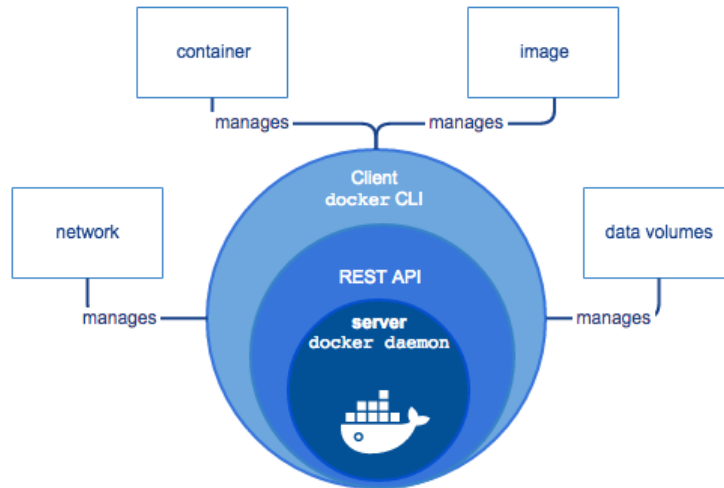 container
image
manages
manages
Client
docker CLI
network
data volumes
REST API
manages
manages
server
docker daemon